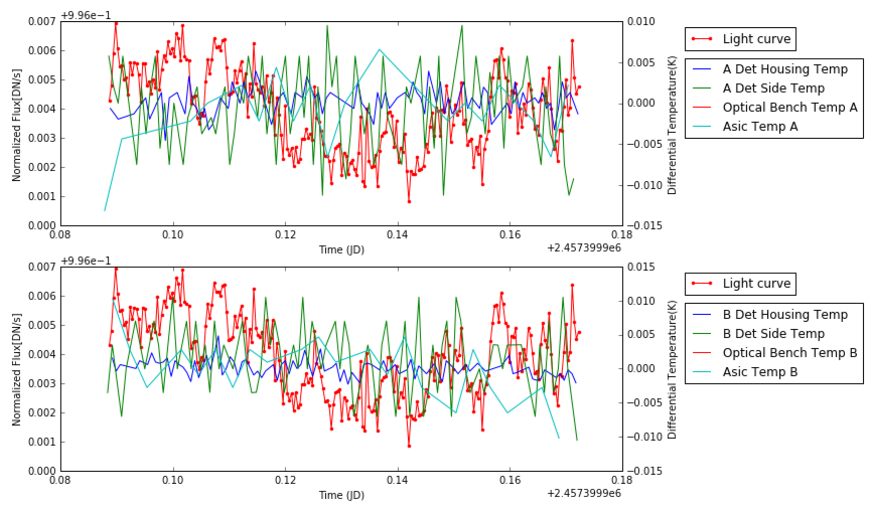 +9.96e−1
0.007
0.006
0.005
0.004
0.003
0.002
0.001
0.000
Normalized Flux[DN/s]
0.010
0.005
0.000
−0.005
−0.010
−0.015
Differential Temperature(K)
0.08 0.10 0.12 0.14 0.16 0.18
Time (JD)
+2.4573999e6
Light curve
A Det Housing Temp
A Det Side Temp
Optical Bench Temp A
Asic Temp A
+9.96e−1
0.007
0.006
0.005
0.004
0.003
0.002
0.001
0.000
Normalized Flux[DN/s]
0.015
0.010
0.005
0.000
−0.005
−0.010
−0.015
Differential Temperature(K)
0.08 0.10 0.12 0.14 0.16 0.18
Time (JD)
+2.4573999e6
Light curve
B Det Housing Temp
B Det Side Temp
Optical Bench Temp B
Asic Temp B